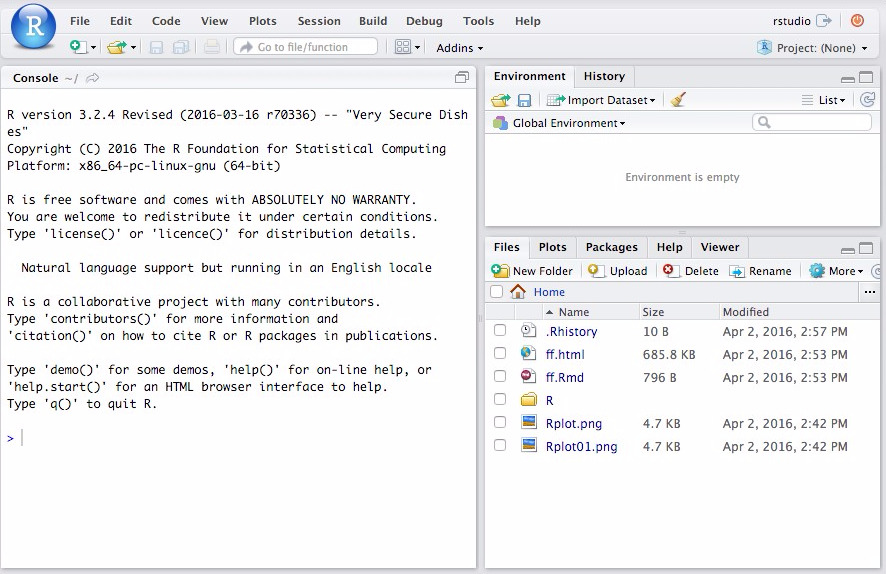 R
File Edit Code View Plots Session Build Debug Tools Help
rstudio
Go to file/function
Addins
R Project: (None)
Console ~/
R version 3.2.4 Revised (2016-03-16 r70336) -- "Very Secure Dish
es"
Copyright (C) 2016 The R Foundation for Statistical Computing
Platform: x86_64-pc-linux-gnu (64-bit)
R is free software and comes with ABSOLUTELY NO WARRANTY.
You are welcome to redistribute it under certain conditions.
Type 'license()' or 'licence()' for distribution details.
Natural language support but running in an English locale
R is a collaborative project with many contributors.
Type 'contributors()' for more information and
'citation()' on how to cite R or R packages in publications.
Type 'demo()' for some demos, 'help()' for on-line help, or
'help.start()' for an HTML browser interface to help.
Type 'q()' to quit R.
>
Environment History
Import Dataset List
Global Environment
Environment is empty
Files Plots Packages Help Viewer
New Folder Upload Delete Rename More
Home ...
Name Size Modified
.Rhistory 10 B Apr 2, 2016, 2:57 PM
ff.html 685.8 KB Apr 2, 2016, 2:53 PM
ff.Rmd 796 B Apr 2, 2016, 2:53 PM
R
Rplot.png 4.7 KB Apr 2, 2016, 2:42 PM
Rplot01.png 4.7 KB Apr 2, 2016, 2:42 PM